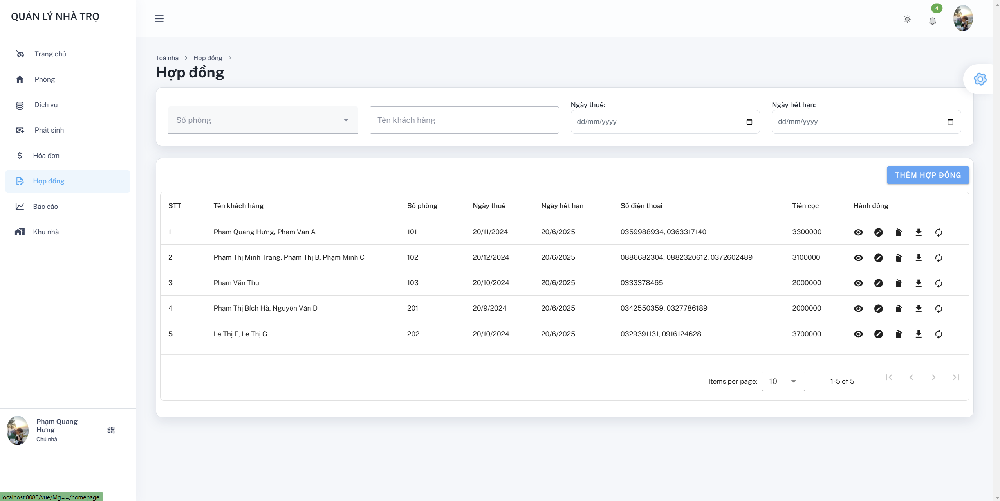 QUẢN LÝ NHÀ TRỌ
4
Trang chủ
Phòng
Dịch vụ
Phát sinh
Hóa đơn
Hợp đồng
Báo cáo
Khu nhà
Toà nhà > Hợp đồng >
Hợp đồng
Số phòng
Tên khách hàng
Ngày thuê:
dd/mm/yyyy
Ngày hết hạn:
dd/mm/yyyy
THÊM HỢP ĐỒNG
STT Tên khách hàng Số phòng Ngày thuê Ngày hết hạn Số điện thoại Tiền cọc Hành đồng
1 Phạm Quang Hưng, Phạm Văn A 101 20/11/2024 20/6/2025 0359988934, 0363317140 3300000
2 Phạm Thị Minh Trang, Phạm Thị B, Phạm Minh C 102 20/12/2024 20/6/2025 0886682304, 0882320612, 0372602489 3100000
3 Phạm Văn Thu 103 20/10/2024 20/6/2025 0333378465 2000000
4 Phạm Thị Bích Hà, Nguyễn Văn D 201 20/9/2024 20/6/2025 0342550359, 0327786189 2000000
5 Lê Thị E, Lê Thị G 202 20/10/2024 20/6/2025 0329391131, 0916124628 3700000
Items per page: 10 1-5 of 5
Phạm Quang
Hưng
Chủ nhà
localhost:8080/vue/Mg==/homepage